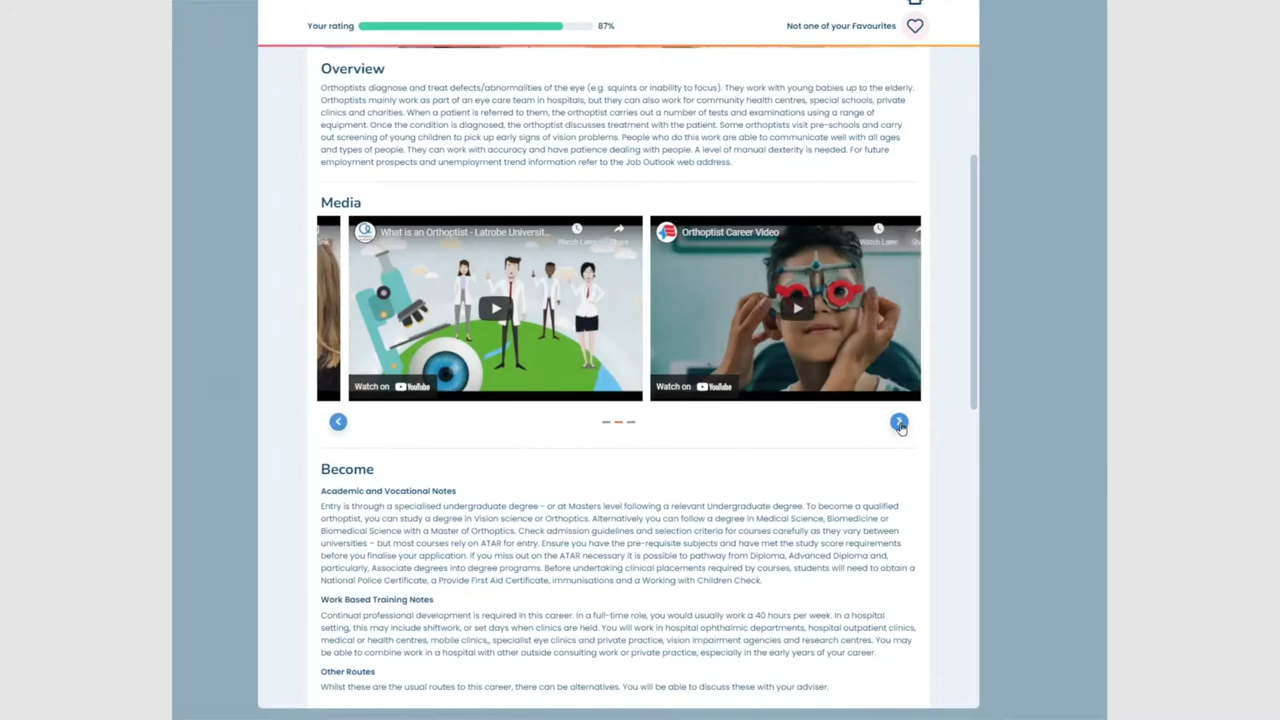 Your rating 87% Not one of your Favourites
Overview
Orthoptists diagnose and treat defects/abnormalities of the eye (e.g. squints or inability to focus). They work with young babies up to the elderly.
Orthoptists mainly work as part of an eye care team in hospitals, but they can also work for community health centres, special schools, private
clinics and charities. When a patient is referred to them, the orthoptist carries out a number of tests and examinations using a range of
equipment. Once the condition is diagnosed, the orthoptist discusses treatment with the patient. Some orthoptists visit pre-schools and carry
out screening of young children to pick up early signs of vision problems. People who do this work are able to communicate well with all ages
and types of people. They can work with accuracy and have patience dealing with people. A level of manual dexterity is needed. For future
employment prospects and unemployment trend information refer to the Job Outlook web address.
Media
What is an Orthoptist - Latrobe Universit...
Watch Later Share
Watch on YouTube
Orthoptist Career Video
Watch Later
Watch on YouTube
Become
Academic and Vocational Notes
Entry is through a specialised undergraduate degree - or at Masters level following a relevant Undergraduate degree. To become a qualified
orthoptist, you can study a degree in Vision science or Orthoptics. Alternatively you can follow a degree in Medical Science, Biomedicine or
Biomedical Science with a Master of Orthoptics. Check admission guidelines and selection criteria for courses carefully as they vary between
universities - but most courses rely on ATAR for entry. Ensure you have the pre-requisite subjects and have met the study score requirements
before you finalise your application. If you miss out on the ATAR necessary it is possible to pathway from Diploma, Advanced Diploma and,
particularly, Associate degrees into degree programs. Before undertaking clinical placements required by courses, students will need to obtain a
National Police Certificate, a Provide First Aid Certificate, immunisations and a Working with Children Check.
Work Based Training Notes
Continual professional development is required in this career. In a full-time role, you would usually work a 40 hours per week. In a hospital
setting, this may include shiftwork, or set days when clinics are held. You will work in hospital ophthalmic departments, hospital outpatient clinics,
medical or health centres, mobile clinics,, specialist eye clinics and private practice, vision impairment agencies and research centres. You may
be able to combine work in a hospital with other outside consulting work or private practice, especially in the early years of your career.
Other Routes
Whilst these are the usual routes to this career, there can be alternatives. You will be able to discuss these with your adviser.